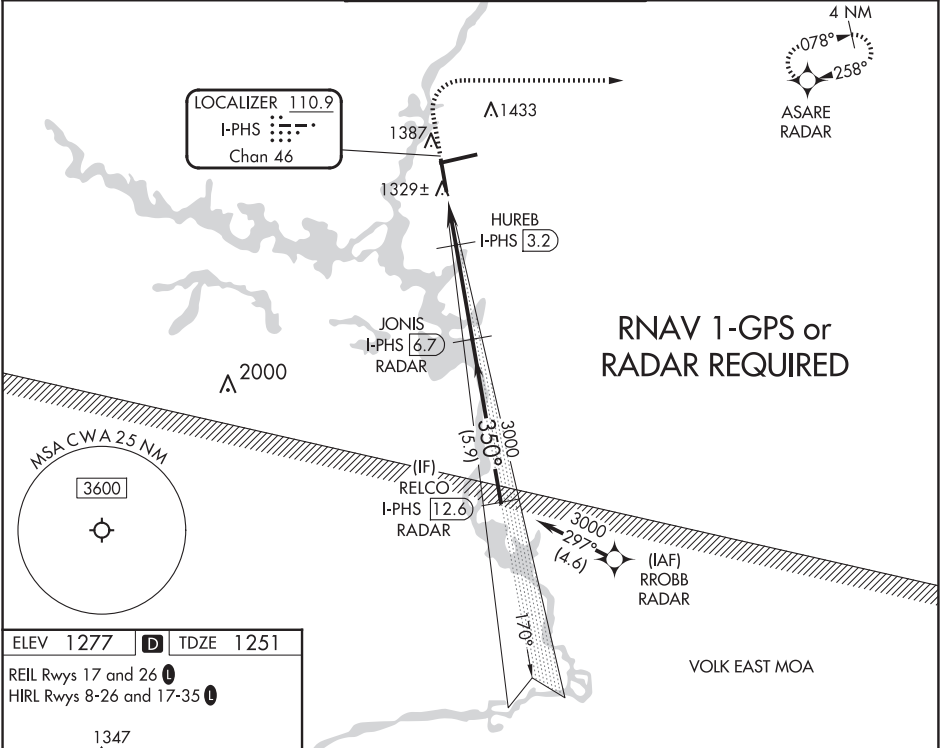 4 NM
078°
258°
ASARE
RADAR
LOCALIZER 110.9
I-PHS
Chan 46
1433
1387
1329±
HUREB
I-PHS 3.2
JONIS
I-PHS 6.7
RADAR
RNAV 1-GPS or
RADAR REQUIRED
2000
3000
350°
(5.9)
MSA CWA 25 NM
3600
(IF)
RELCO
I-PHS 12.6
RADAR
3000
297°
(4.6)
(IAF)
RROBB
RADAR
170°
VOLK EAST MOA
ELEV 1277 D TDZE 1251
REIL Rwys 17 and 26 L
HIRL Rwys 8-26 and 17-35 L
1347